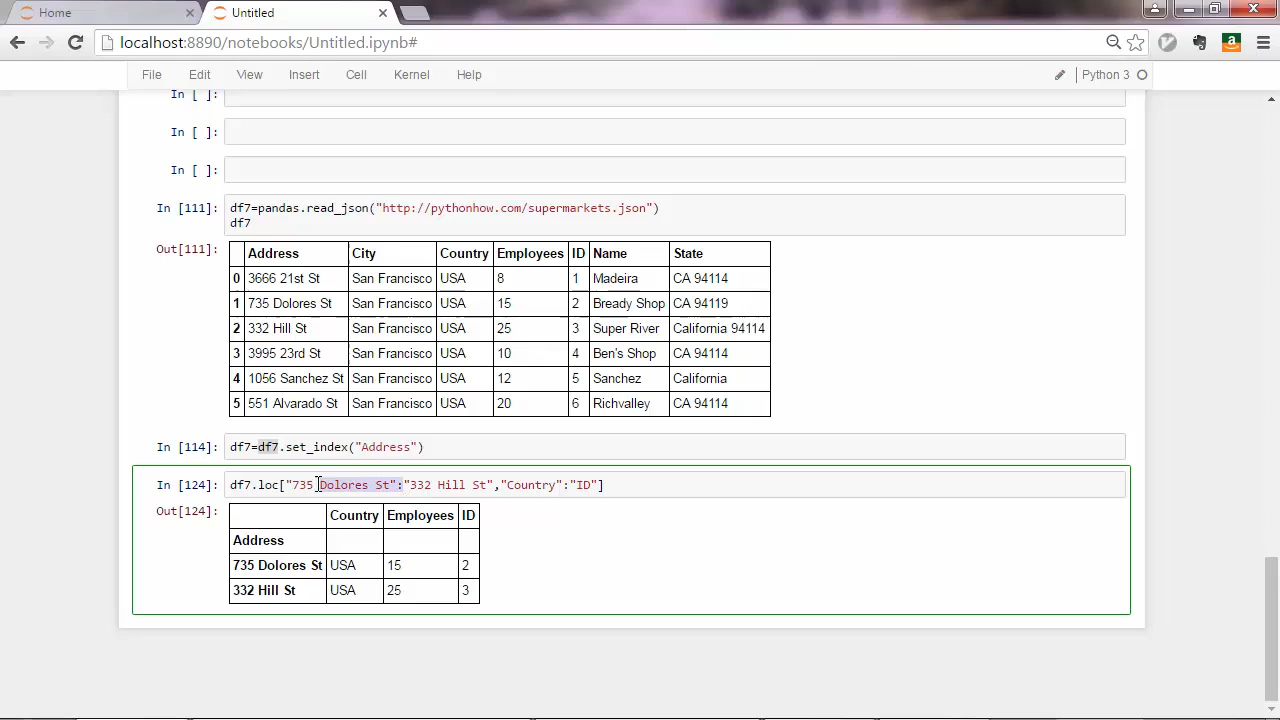 Home
Untitled
localhost:8890/notebooks/Untitled.ipynb#
File Edit View Insert Cell Kernel Help Python 3
In [ ]:
In [ ]:
In [ ]:
In [111]: df7=pandas.read_json("http://pythonhow.com/supermarkets.json")
df7
Out[111]:
Address City Country Employees ID Name State
0 3666 21st St San Francisco USA 8 1 Madeira CA 94114
1 735 Dolores St San Francisco USA 15 2 Bready Shop CA 94119
2 332 Hill St San Francisco USA 25 3 Super River California 94114
3 3995 23rd St San Francisco USA 10 4 Ben's Shop CA 94114
4 1056 Sanchez St San Francisco USA 12 5 Sanchez California
5 551 Alvarado St San Francisco USA 20 6 Richvalley CA 94114
In [114]: df7=df7.set_index("Address")
In [124]: df7.loc["735 Dolores St":"332 Hill St","Country":"ID"]
Out[124]:
Country Employees ID
Address
735 Dolores St USA 15 2
332 Hill St USA 25 3